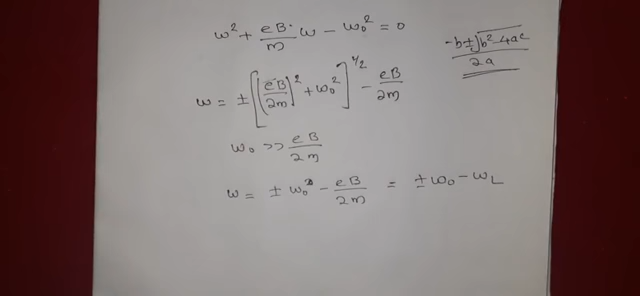 ω² + eB/m ω - ω₀² = 0
-b ± √b² - 4ac / 2a
ω = ± [(eB/2m)² + ω₀²]^1/2 - eB/2m
ω₀ >> eB/2m
ω = ± ω₀ - eB/2m = ± ω₀ - ω_L